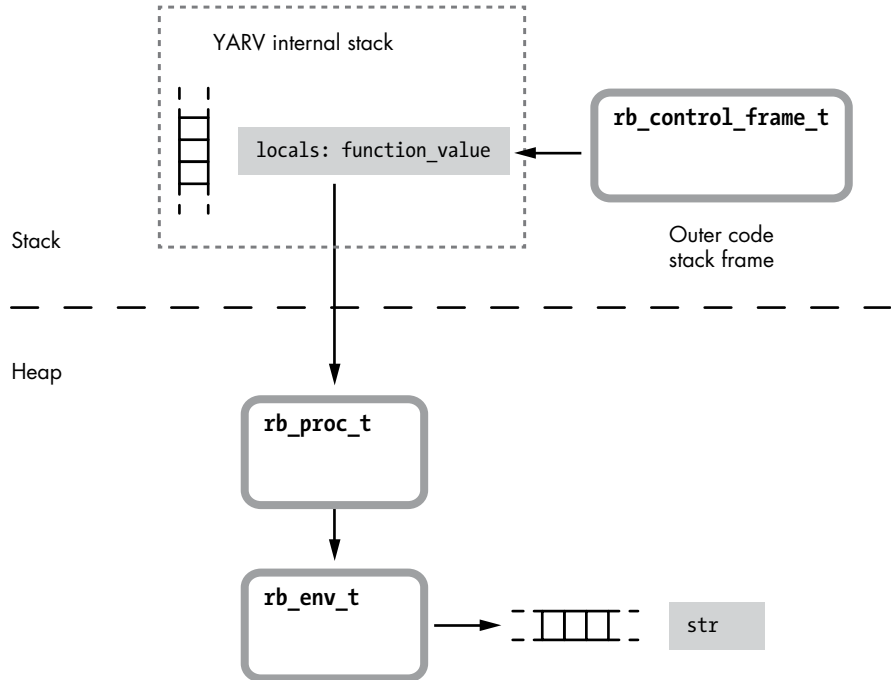 YARV internal stack
rb_control_frame_t
locals: function_value
Stack
Outer code
stack frame
Heap
rb_proc_t
rb_env_t
str